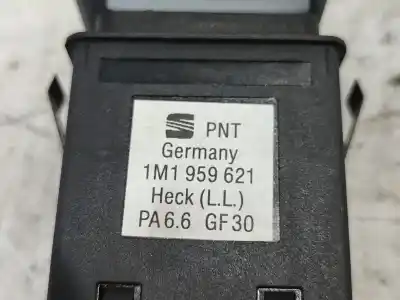 PNT
Germany
1M1 959 621
Heck (L.L.)
PA6.6 GF30